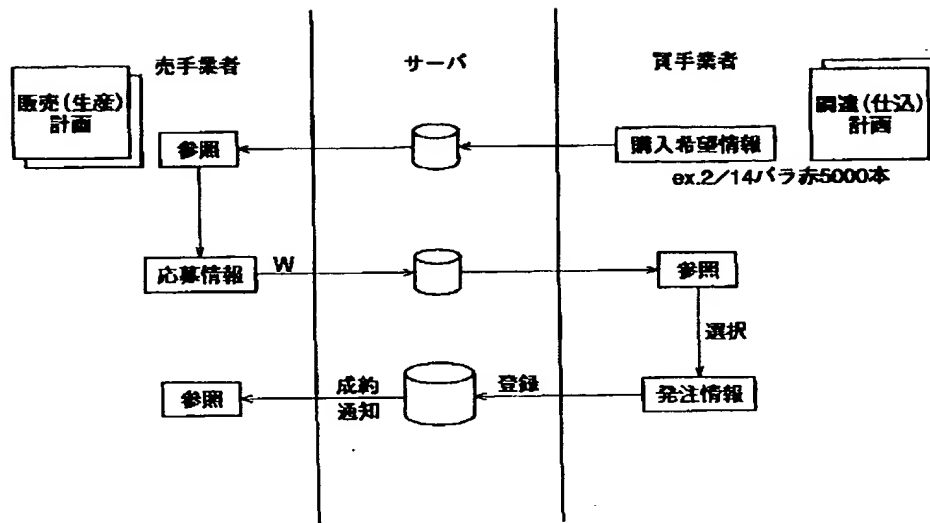 売手業者
サーバ
買手業者
販売(生産)
計画
調達(仕込)
計画
参照
購入希望情報
ex.2/14バラ赤5000本
応募情報
W
参照
選択
参照
成約
通知
登録
発注情報